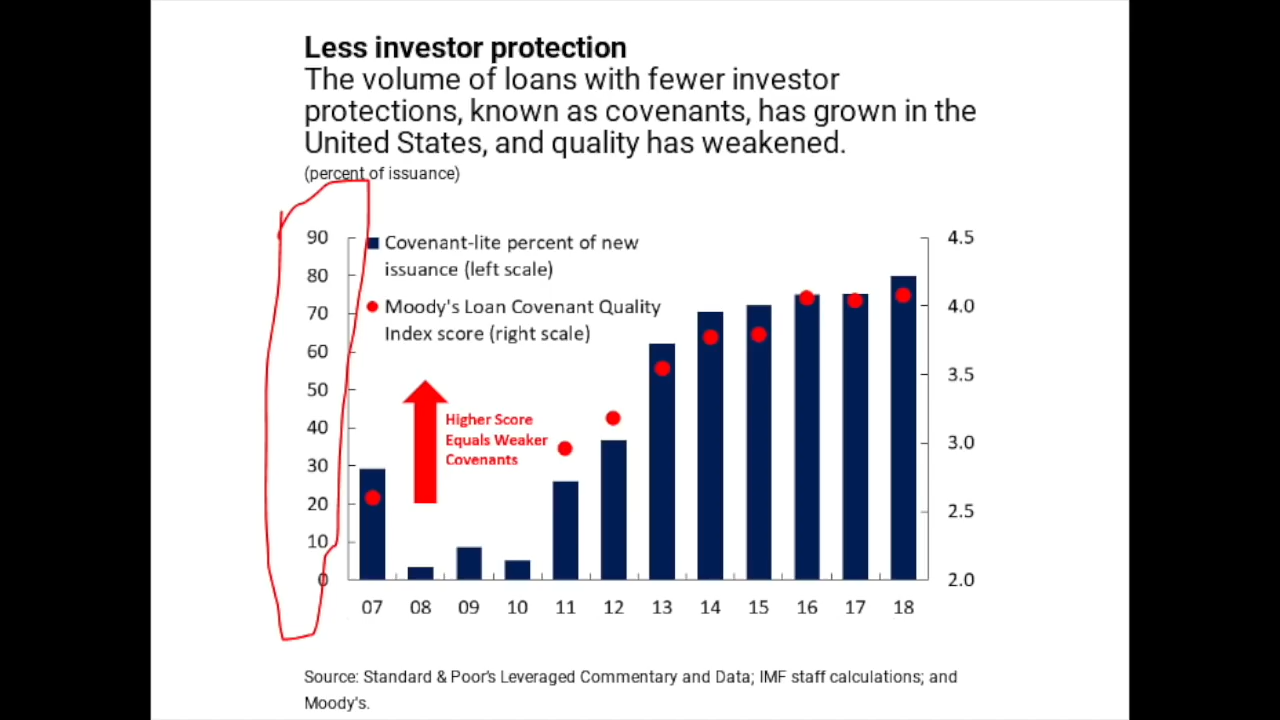 Less investor protection
The volume of loans with fewer investor
protections, known as covenants, has grown in the
United States, and quality has weakened.
(percent of issuance)
90
80
70
60
50
40
30
20
10
0
Covenant-lite percent of new
issuance (left scale)
Moody's Loan Covenant Quality
Index score (right scale)
Higher Score
Equals Weaker
Covenants
4.5
4.0
3.5
3.0
2.5
2.0
07 08 09 10 11 12 13 14 15 16 17 18
Source: Standard & Poor's Leveraged Commentary and Data; IMF staff calculations; and
Moody's.